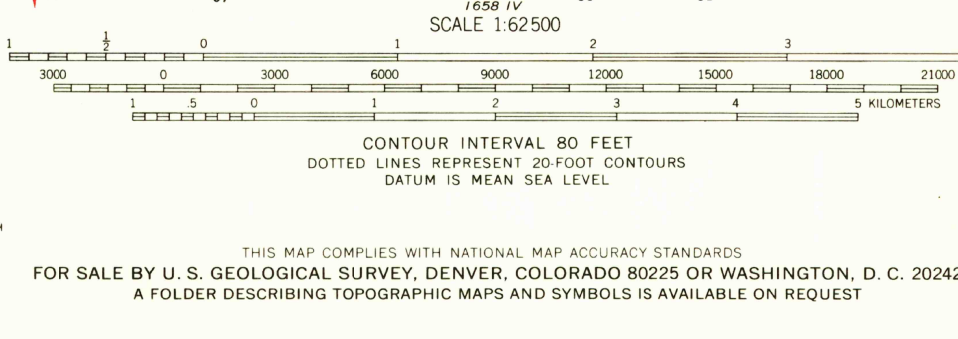 1658 IV
SCALE 1:62500
1 ½ 0 1 2 3
3000 0 3000 6000 9000 12000 15000 18000 21000
1 .5 0 1 2 3 4 5 KILOMETERS
CONTOUR INTERVAL 80 FEET
DOTTED LINES REPRESENT 20-FOOT CONTOURS
DATUM IS MEAN SEA LEVEL
THIS MAP COMPLIES WITH NATIONAL MAP ACCURACY STANDARDS
FOR SALE BY U. S. GEOLOGICAL SURVEY, DENVER, COLORADO 80225 OR WASHINGTON, D. C. 20242
A FOLDER DESCRIBING TOPOGRAPHIC MAPS AND SYMBOLS IS AVAILABLE ON REQUEST